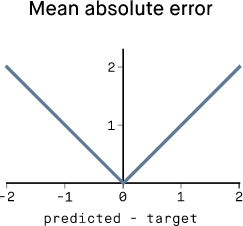 Mean absolute error
2
1
-2 -1 0 1 2
predicted - target